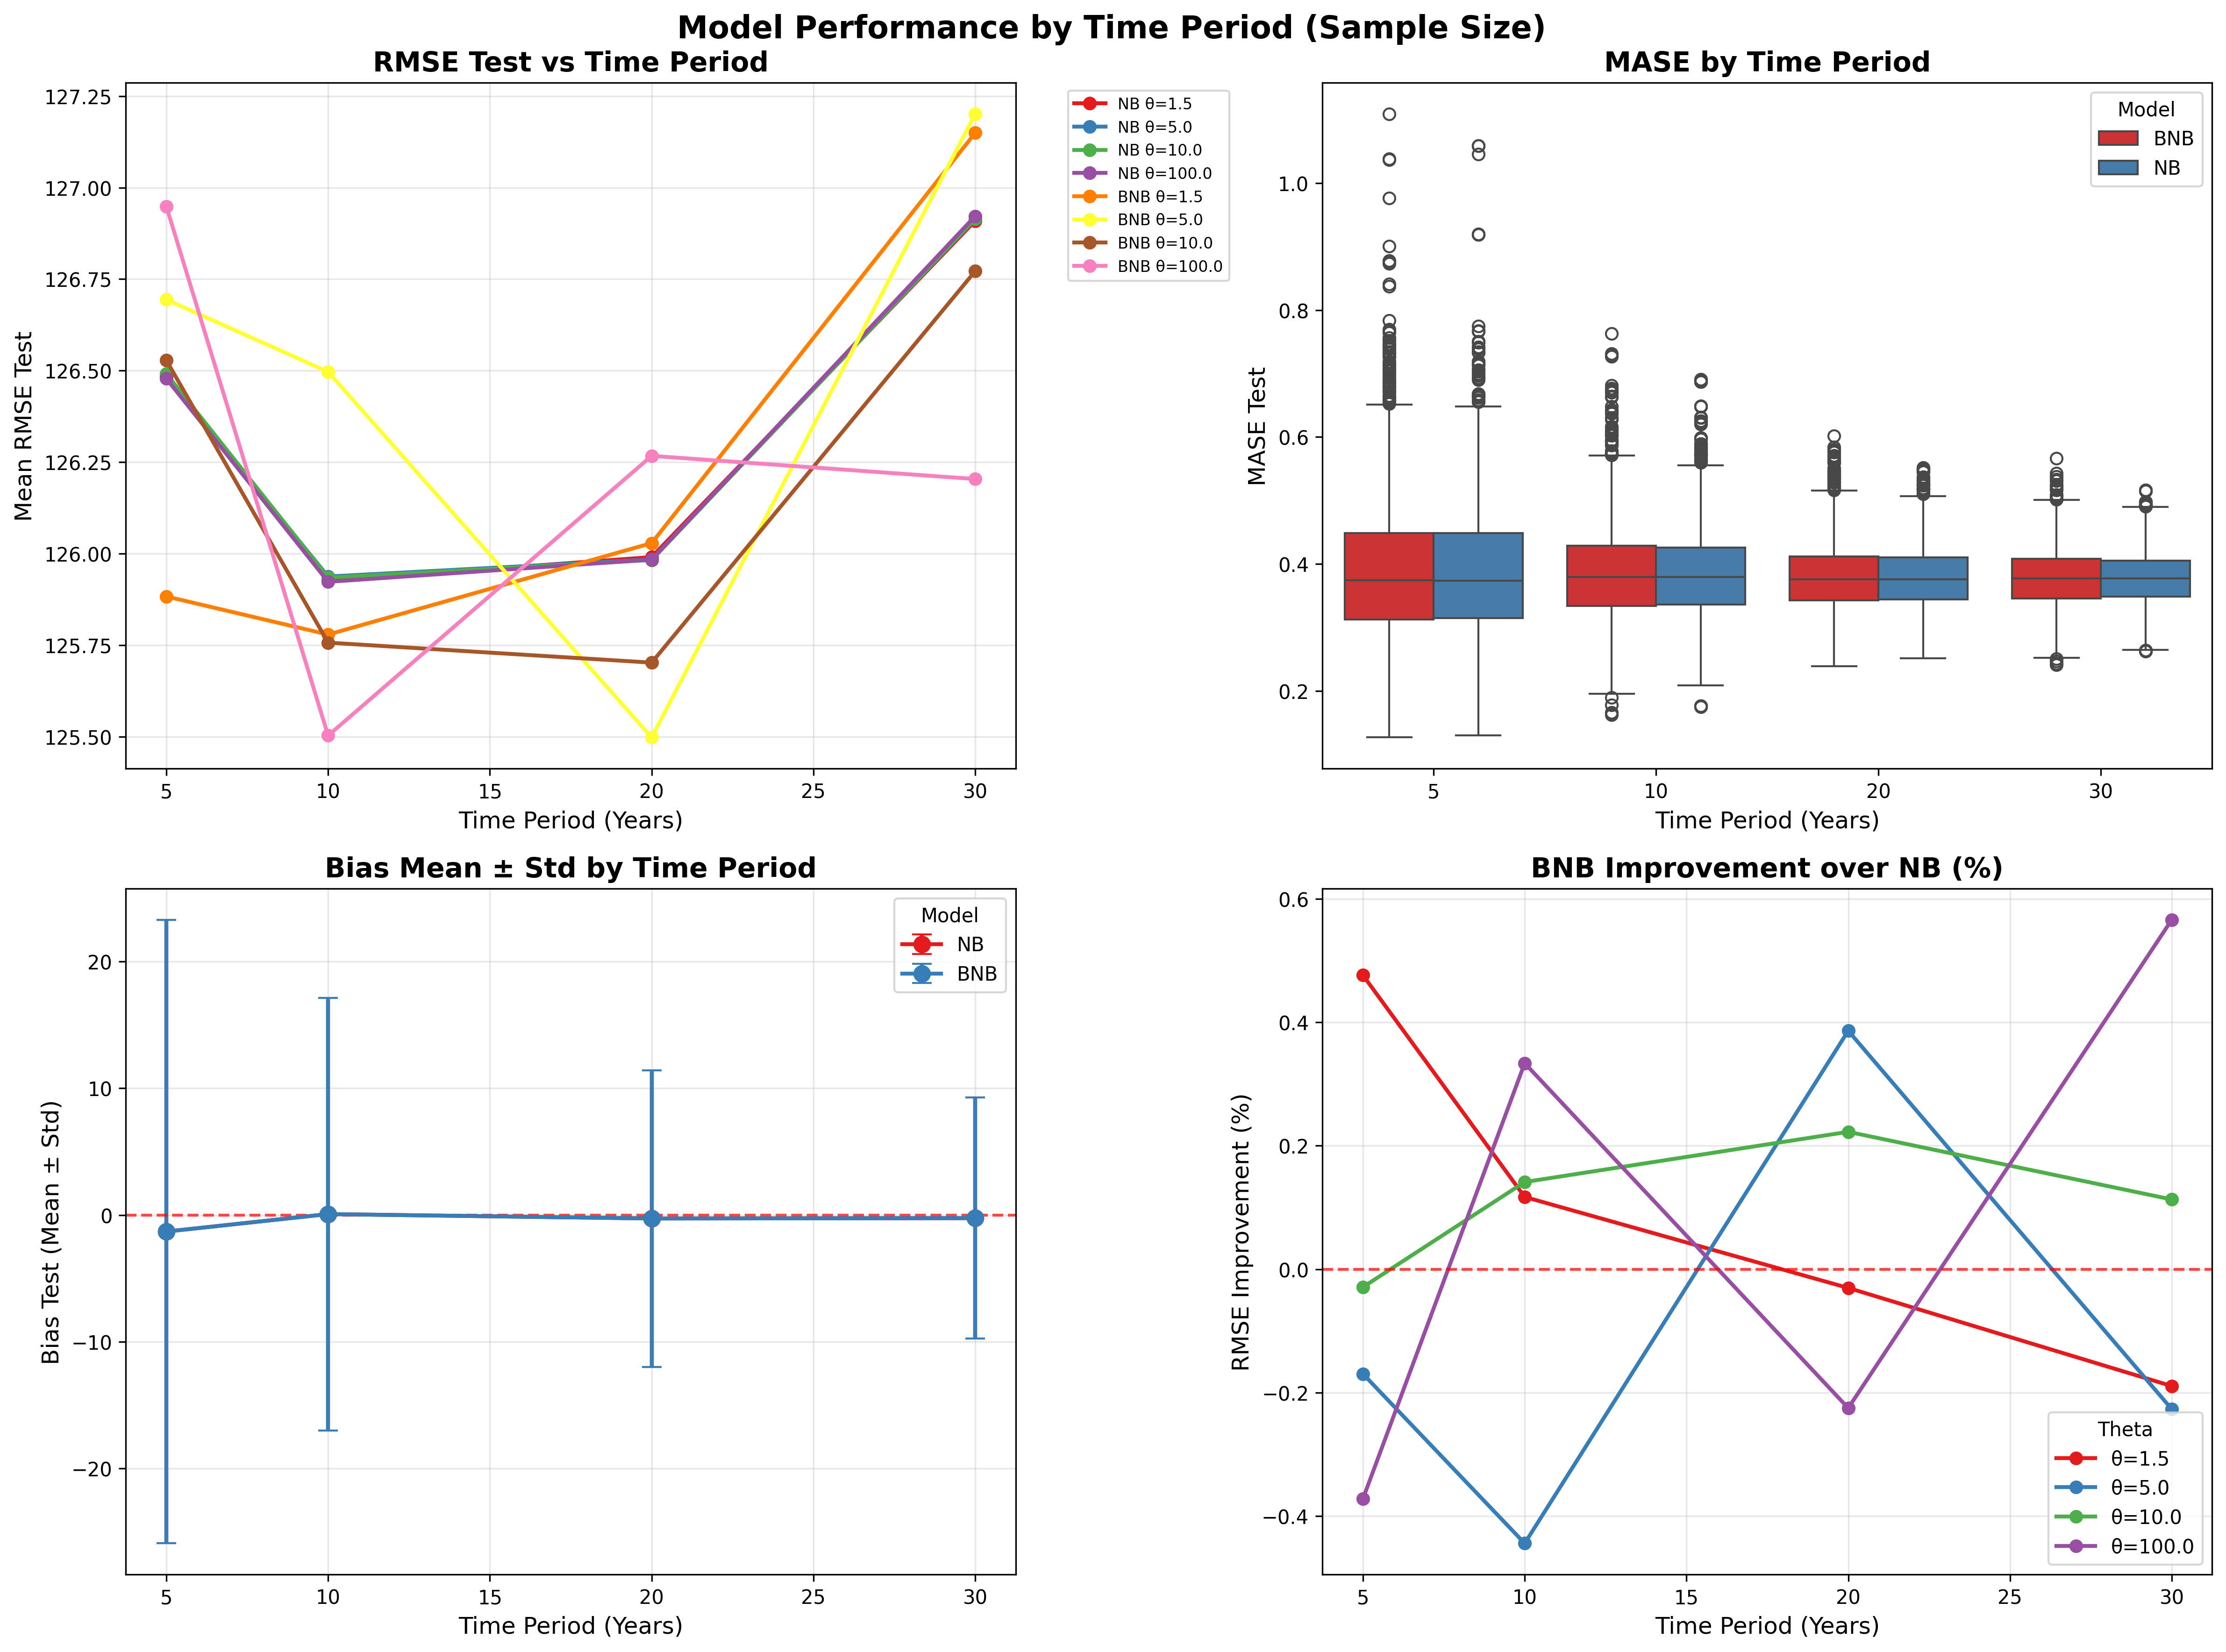 Model Performance by Time Period (Sample Size)
RMSE Test vs Time Period
127.25
127.00
126.75
126.50
126.25
126.00
125.75
125.50
Mean RMSE Test
5
10
15
20
25
30
Time Period (Years)
NB θ=1.5
NB θ=5.0
NB θ=10.0
NB θ=100.0
BNB θ=1.5
BNB θ=5.0
BNB θ=10.0
BNB θ=100.0
MASE by Time Period
1.0
0.8
0.6
0.4
0.2
MASE Test
Model
BNB
NB
5
10
20
30
Time Period (Years)
Bias Mean ± Std by Time Period
20
10
0
−10
−20
Bias Test (Mean ± Std)
Model
NB
BNB
5
10
15
20
25
30
Time Period (Years)
BNB Improvement over NB (%)
0.6
0.4
0.2
0.0
−0.2
−0.4
RMSE Improvement (%)
Theta
θ=1.5
θ=5.0
θ=10.0
θ=100.0
5
10
15
20
25
30
Time Period (Years)